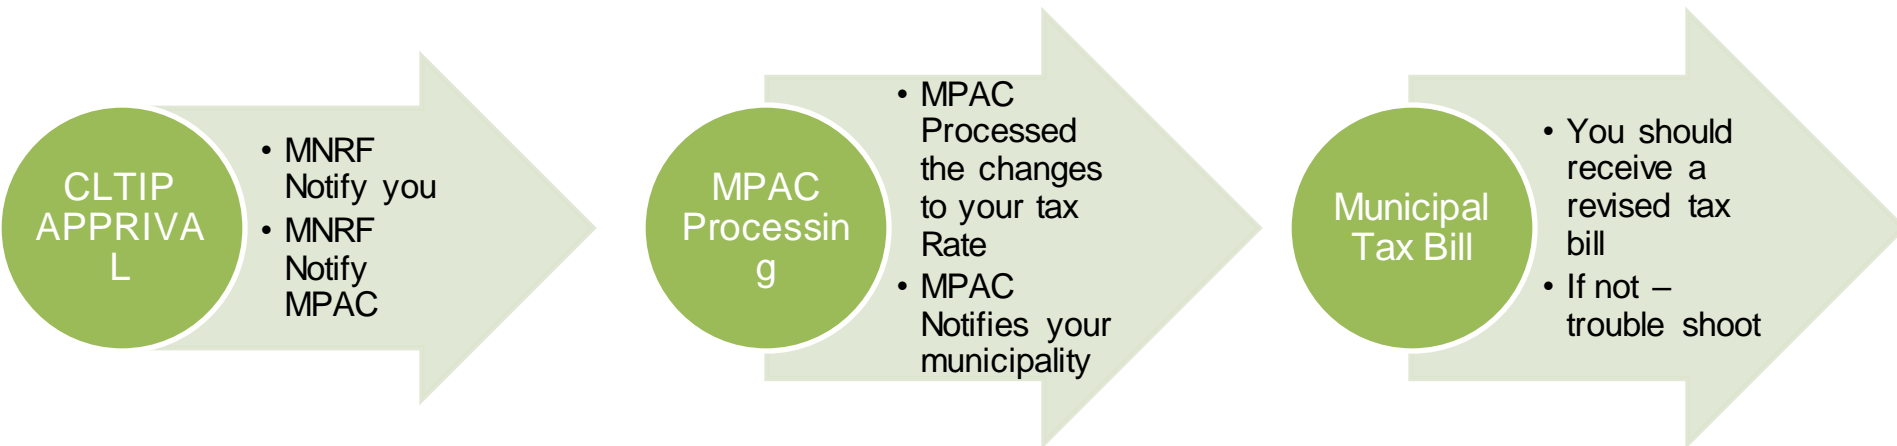 CLTIP
APPRIVA
L
• MNRF
Notify you
• MNRF
Notify
MPAC
MPAC
Processin
g
• MPAC
Processed
the changes
to your tax
Rate
• MPAC
Notifies your
municipality
Municipal
Tax Bill
• You should
receive a
revised tax
bill
• If not –
trouble shoot